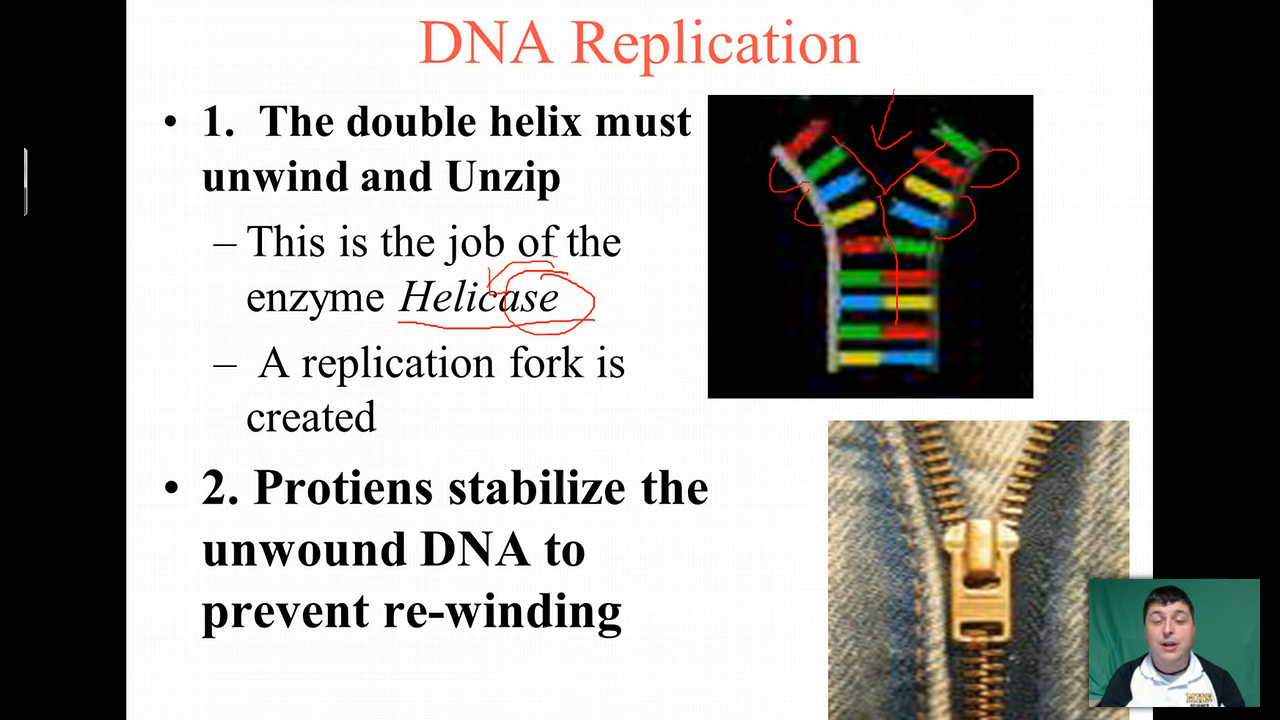 DNA Replication
• 1. The double helix must
unwind and Unzip
– This is the job of the
enzyme Helicase
– A replication fork is
created
• 2. Protiens stabilize the
unwound DNA to
prevent re-winding